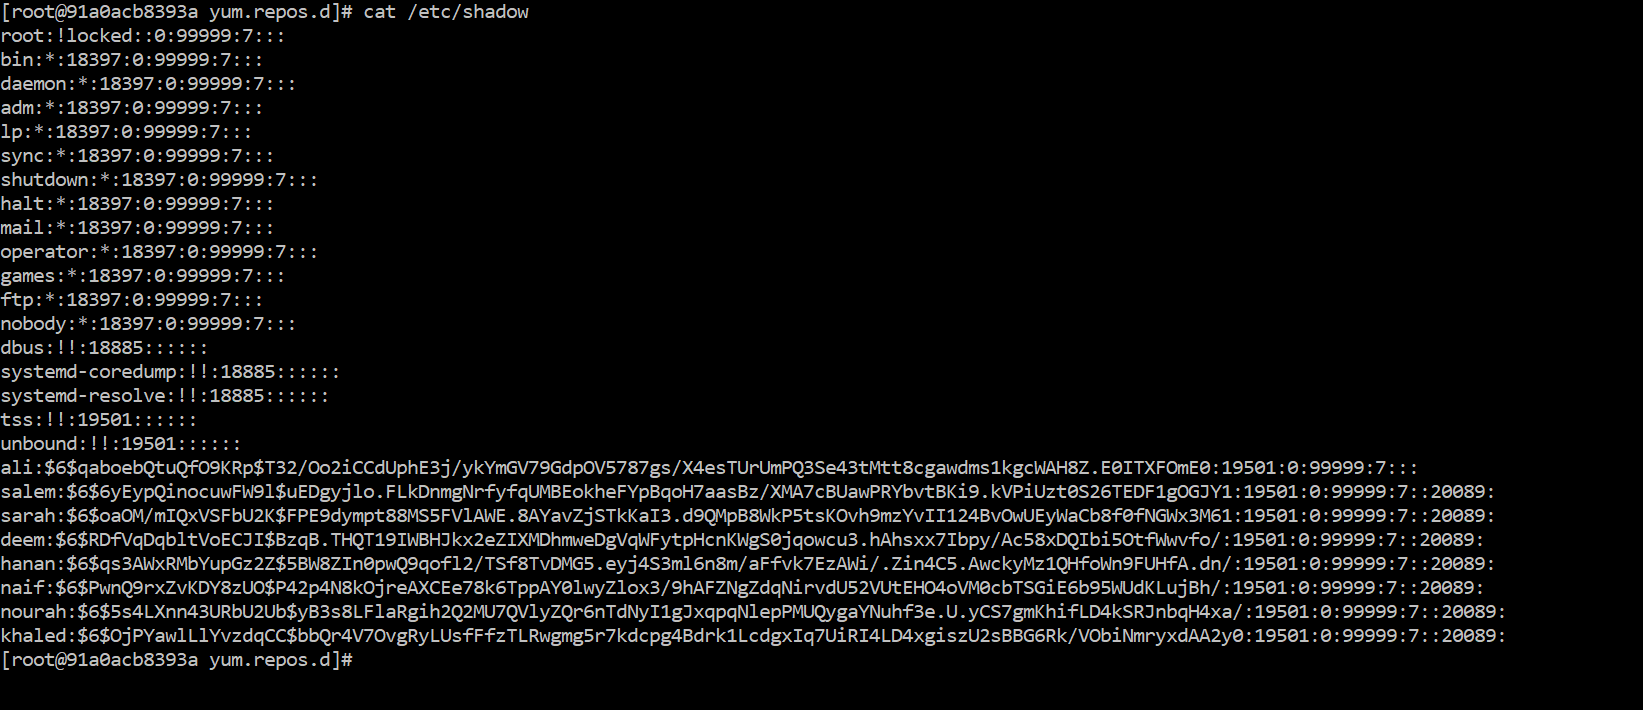 [root@91a0acb8393a yum.repos.d]# cat /etc/shadow
root:!locked::0:99999:7:::
bin:*:18397:0:99999:7:::
daemon:*:18397:0:99999:7:::
adm:*:18397:0:99999:7:::
lp:*:18397:0:99999:7:::
sync:*:18397:0:99999:7:::
shutdown:*:18397:0:99999:7:::
halt:*:18397:0:99999:7:::
mail:*:18397:0:99999:7:::
operator:*:18397:0:99999:7:::
games:*:18397:0:99999:7:::
ftp:*:18397:0:99999:7:::
nobody:*:18397:0:99999:7:::
dbus:!!:18885::::::
systemd-coredump:!!:18885::::::
systemd-resolve:!!:18885::::::
tss:!!:19501::::::
unbound:!!:19501::::::
ali:$6$qaboebQtuQfO9KRp$T32/Oo2iCCdUphE3j/ykYmGV79GdpOV5787gs/X4esTUrUmPQ3Se43tMtt8cgawdms1kgcWAH8Z.E0ITXFOmE0:19501:0:99999:7:::
salem:$6$6yEypQinocuwFW9l$uEDgyjlo.FLkDnmgNrfyfqUMBEokheFYpBqoH7aasBz/XMA7cBUawPRYbvtBKi9.kVPiUzt0S26TEDF1gOGJY1:19501:0:99999:7::20089:
sarah:$6$oaOM/mIQxVSFbU2K$FPE9dympt88MS5FVlAWE.8AYavZjSTkKaI3.d9QMpB8WkP5tsKOvh9mzYvII124BvOwUEyWaCb8f0fNGWx3M61:19501:0:99999:7::20089:
deem:$6$RDfVqDqbltVoECJI$BzqB.THQT19IWBHJkx2eZIXMDhmweDgVqWFytpHcnKWgS0jqowcu3.hAhsxx7Ibpy/Ac58xDQIbi5OtfWwvfo/:19501:0:99999:7::20089:
hanan:$6$qs3AWxRMbYupGz2Z$5BW8ZIn0pwQ9qofl2/TSf8TvDMG5.eyj4S3ml6n8m/aFfvk7EzAWi/.Zin4C5.AwckyMz1QHfoWn9FUHfA.dn/:19501:0:99999:7::20089:
naif:$6$PwnQ9rxZvKDY8zUO$P42p4N8kOjreAXCEe78k6TppAY0lwyZlox3/9hAFZNgZdqNirvdU52VUtEHO4oVM0cbTSGiE6b95WUdKLujBh/:19501:0:99999:7::20089:
nourah:$6$5s4LXnn43URbU2Ub$yB3s8LFlaRgih2Q2MU7QVlyZQr6nTdNyI1gJxqpqNlepPMUQygaYNuhf3e.U.yCS7gmKhifLD4kSRJnbqH4xa/:19501:0:99999:7::20089:
khaled:$6$OjPYawlLlYvzdqCC$bbQr4V7OvgRyLUsfFfzTLRwgmg5r7kdcpg4Bdrk1LcdgxIq7UiRI4LD4xgiszU2sBBG6Rk/VObiNmryxdAA2y0:19501:0:99999:7::20089:
[root@91a0acb8393a yum.repos.d]#